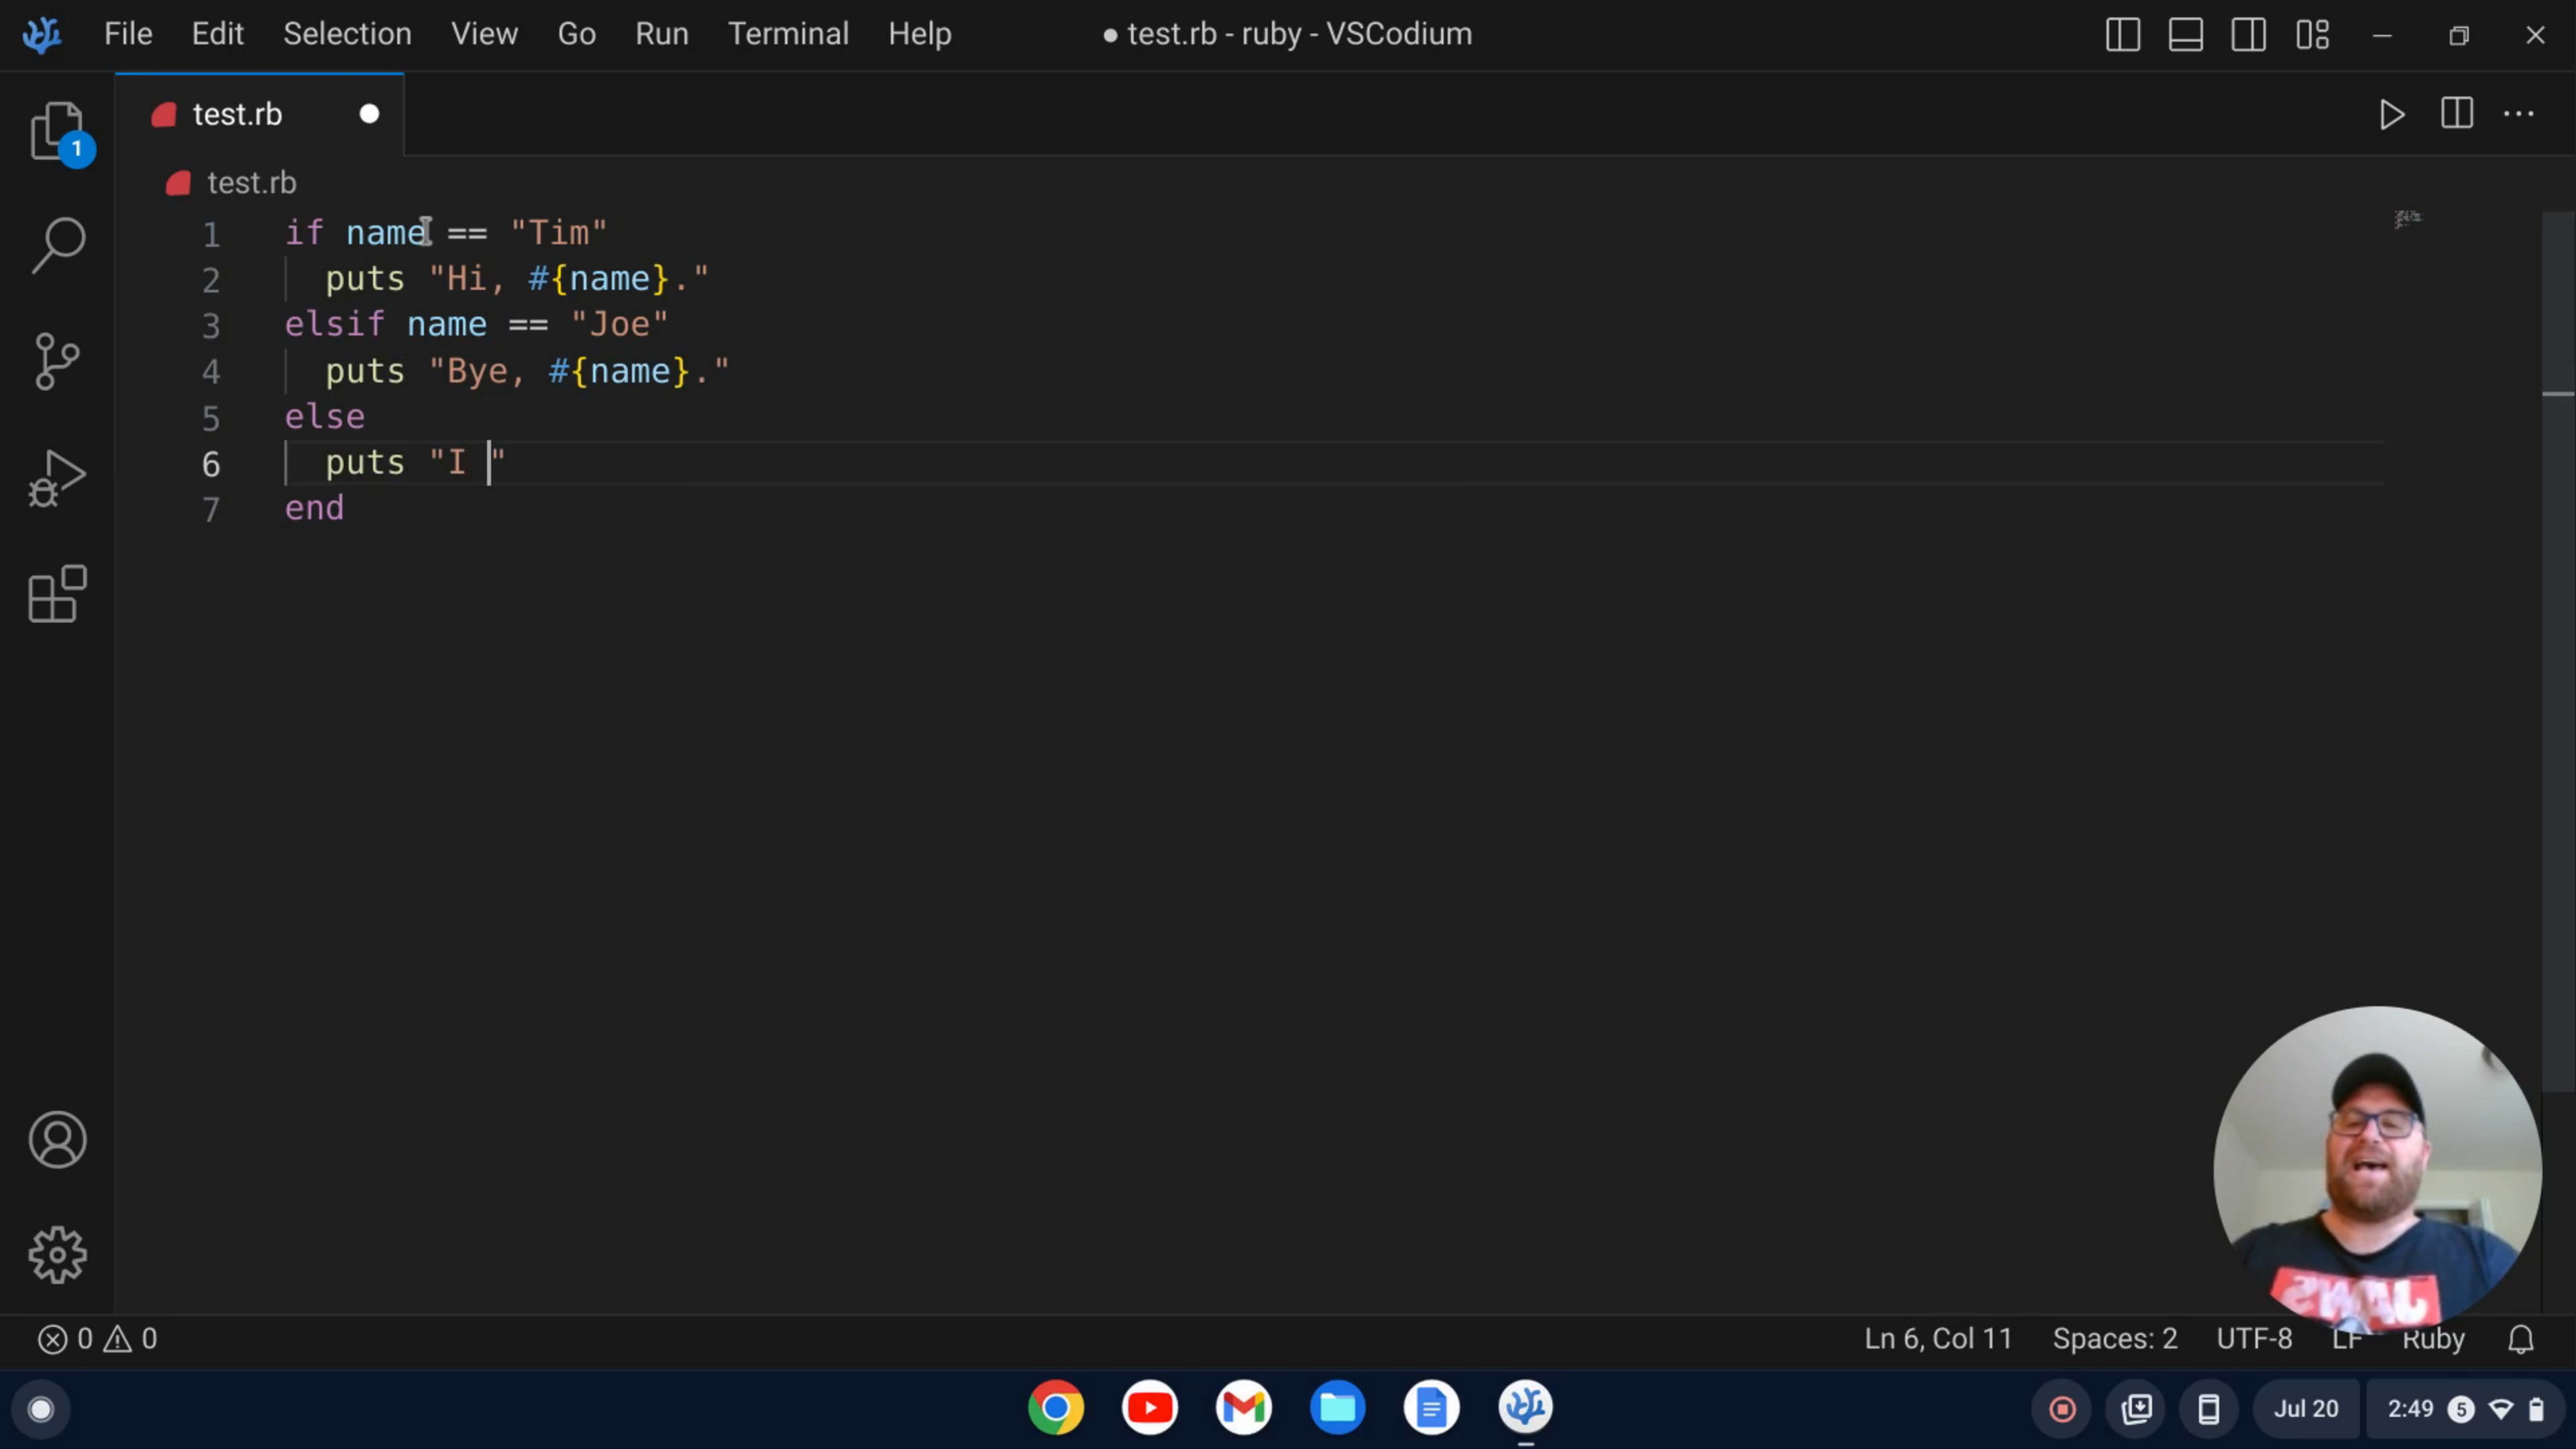 File Edit Selection View Go Run Terminal Help ● test.rb - ruby - VSCodium
test.rb
1
test.rb
1 if name == "Tim"
2 puts "Hi, #{name}."
3 elsif name == "Joe"
4 puts "Bye, #{name}."
5 else
6 puts "I "
7 end
0 0 Ln 6, Col 11 Spaces: 2 UTF-8 LF Ruby
Jul 20 2:49 5